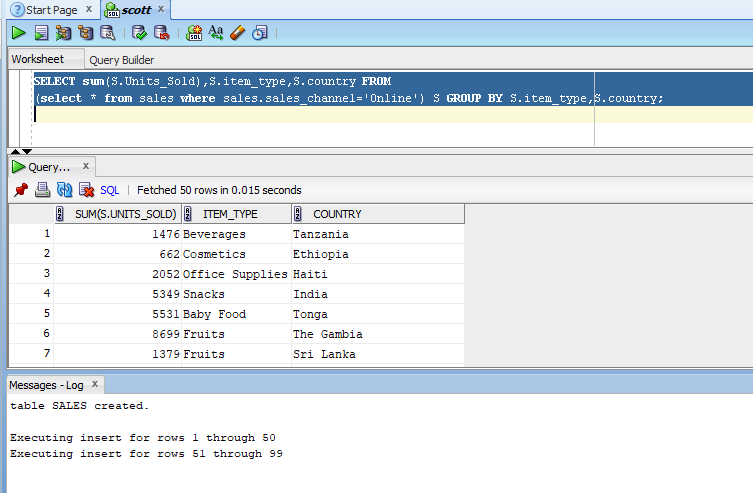 Start Page x scott x
Worksheet Query Builder
SELECT sum(S.Units_Sold),S.item_type,S.country FROM
(select * from sales where sales.sales_channel='Online') S GROUP BY S.item_type,S.country;
Query... x
SQL | Fetched 50 rows in 0.015 seconds
SUM(S.UNITS_SOLD) ITEM_TYPE COUNTRY
1 1476 Beverages Tanzania
2 662 Cosmetics Ethiopia
3 2052 Office Supplies Haiti
4 5349 Snacks India
5 5531 Baby Food Tonga
6 8699 Fruits The Gambia
7 1379 Fruits Sri Lanka
Messages - Log x
table SALES created.
Executing insert for rows 1 through 50
Executing insert for rows 51 through 99